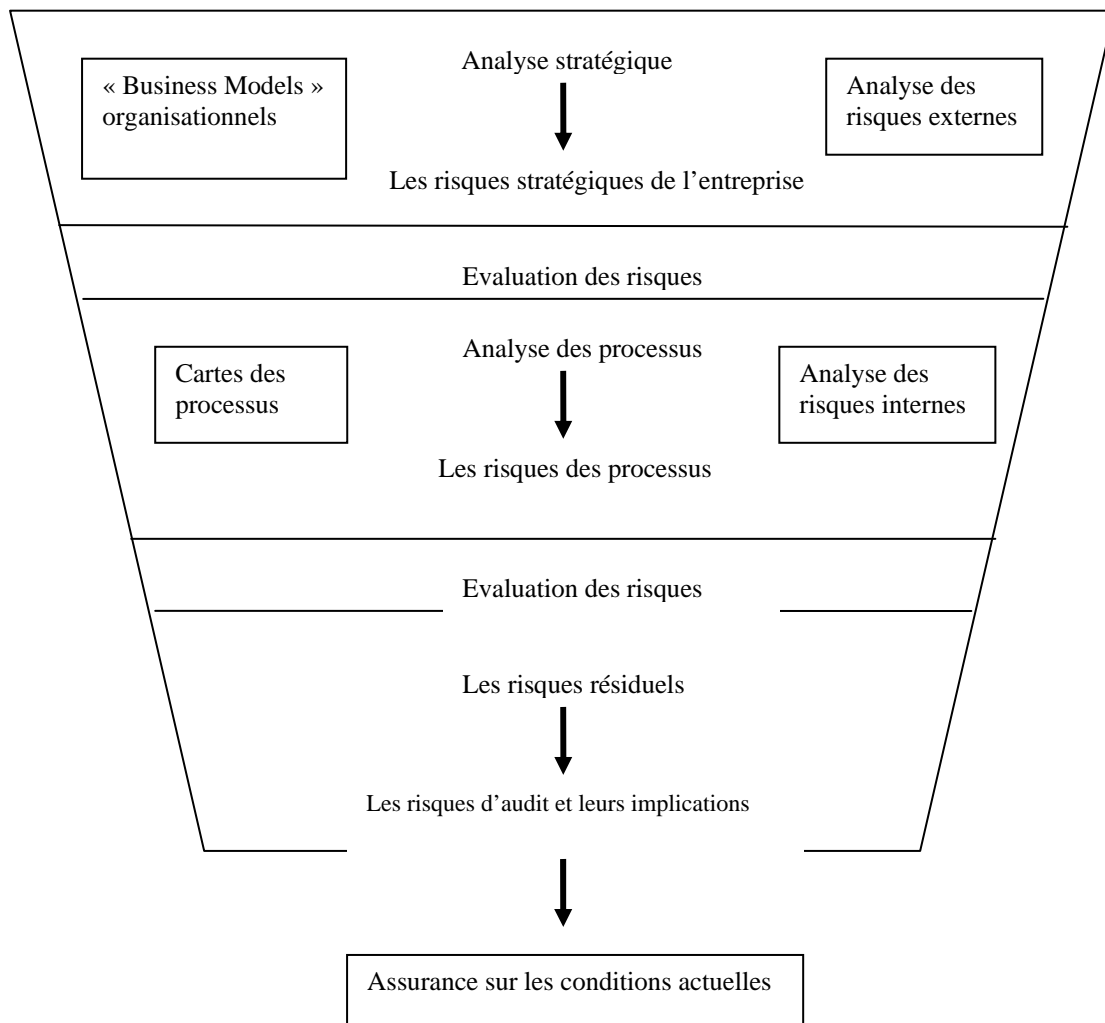 Analyse stratégique
« Business Models »
organisationnels
Analyse des
risques externes
Les risques stratégiques de l’entreprise
Evaluation des risques
Analyse des processus
Cartes des
processus
Analyse des
risques internes
Les risques des processus
Evaluation des risques
Les risques résiduels
Les risques d’audit et leurs implications
Assurance sur les conditions actuelles